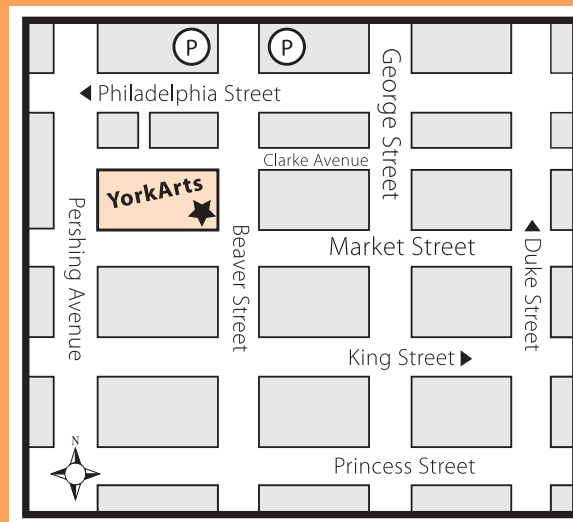 P
P
George Street
◀ Philadelphia Street
Clarke Avenue
YorkArts
Pershing Avenue
Beaver Street
Market Street
Duke Street ▶
King Street ▶
N
Princess Street